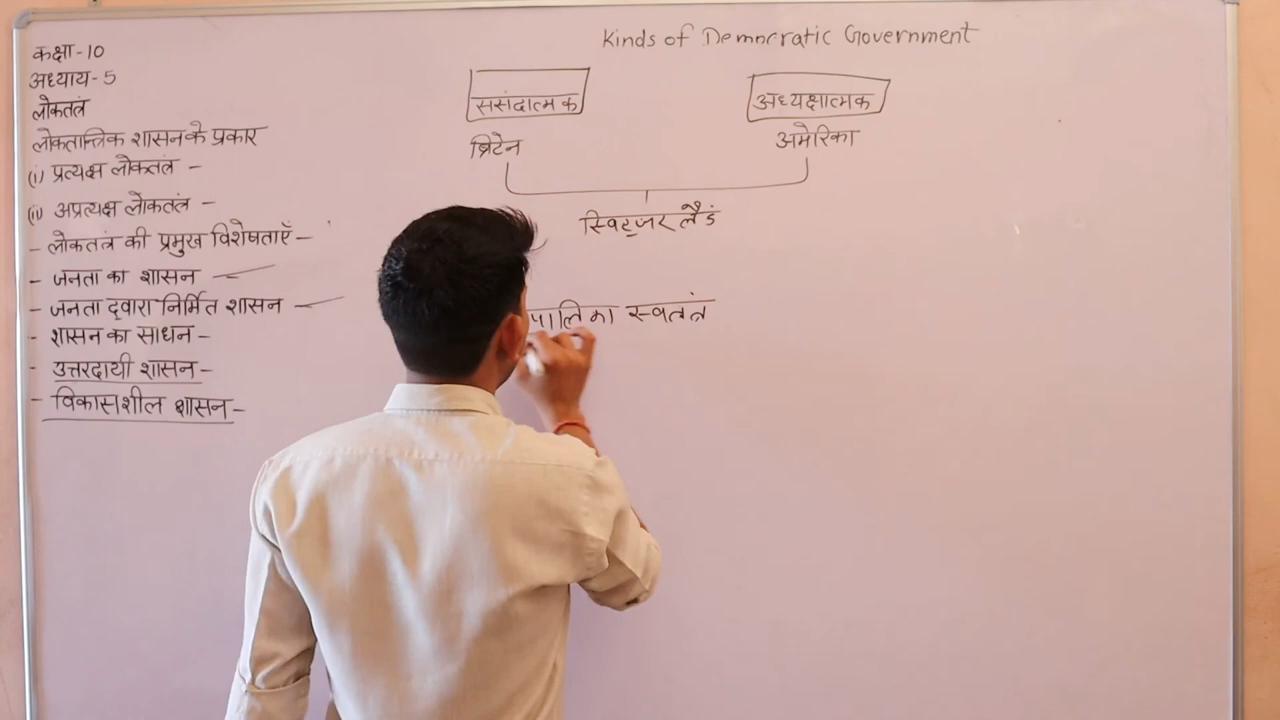 कक्षा-10
अध्याय-5
लोकतंत्र
लोकतान्त्रिक शासन के प्रकार
(i) प्रत्यक्ष लोकतंत्र -
(ii) अप्रत्यक्ष लोकतंत्र -
- लोकतंत्र की प्रमुख विशेषताएँ -
- जनता का शासन
- जनता द्वारा निर्मित शासन -
- शासन का साधन -
- उत्तरदायी शासन -
- विकासशील शासन -
Kinds of Democratic Government
ससंदात्मक
अध्यक्षात्मक
ब्रिटेन
अमेरिका
स्विट्जरलैंड
पालिका स्वतंत्र